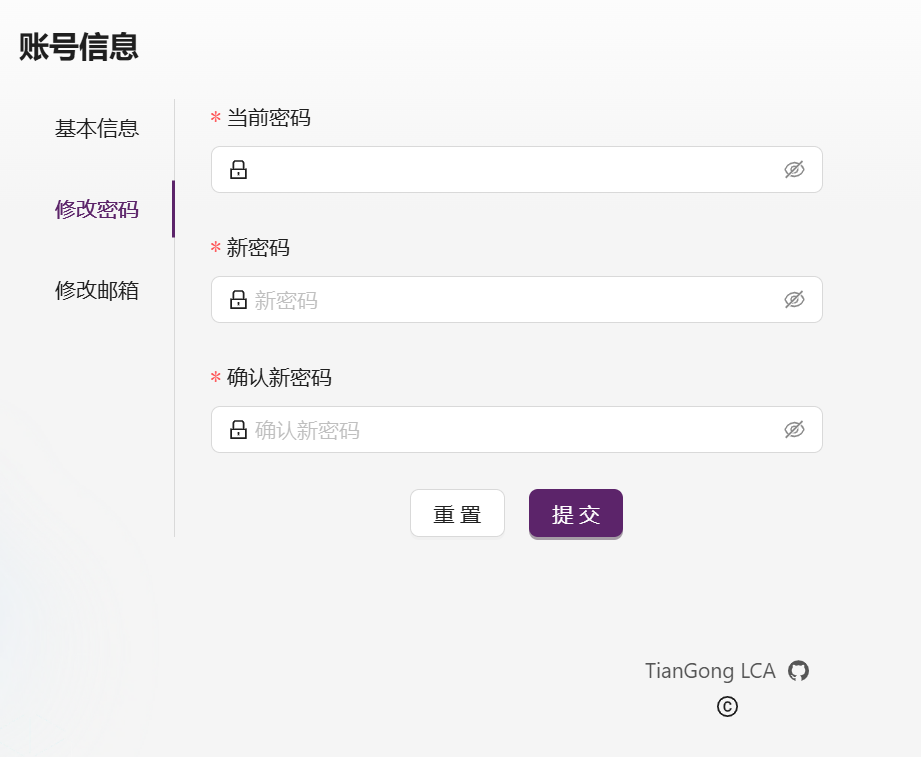 账号信息
基本信息
修改密码
修改邮箱
* 当前密码
* 新密码
新密码
* 确认新密码
确认新密码
重 置
提 交
TianGong LCA
©